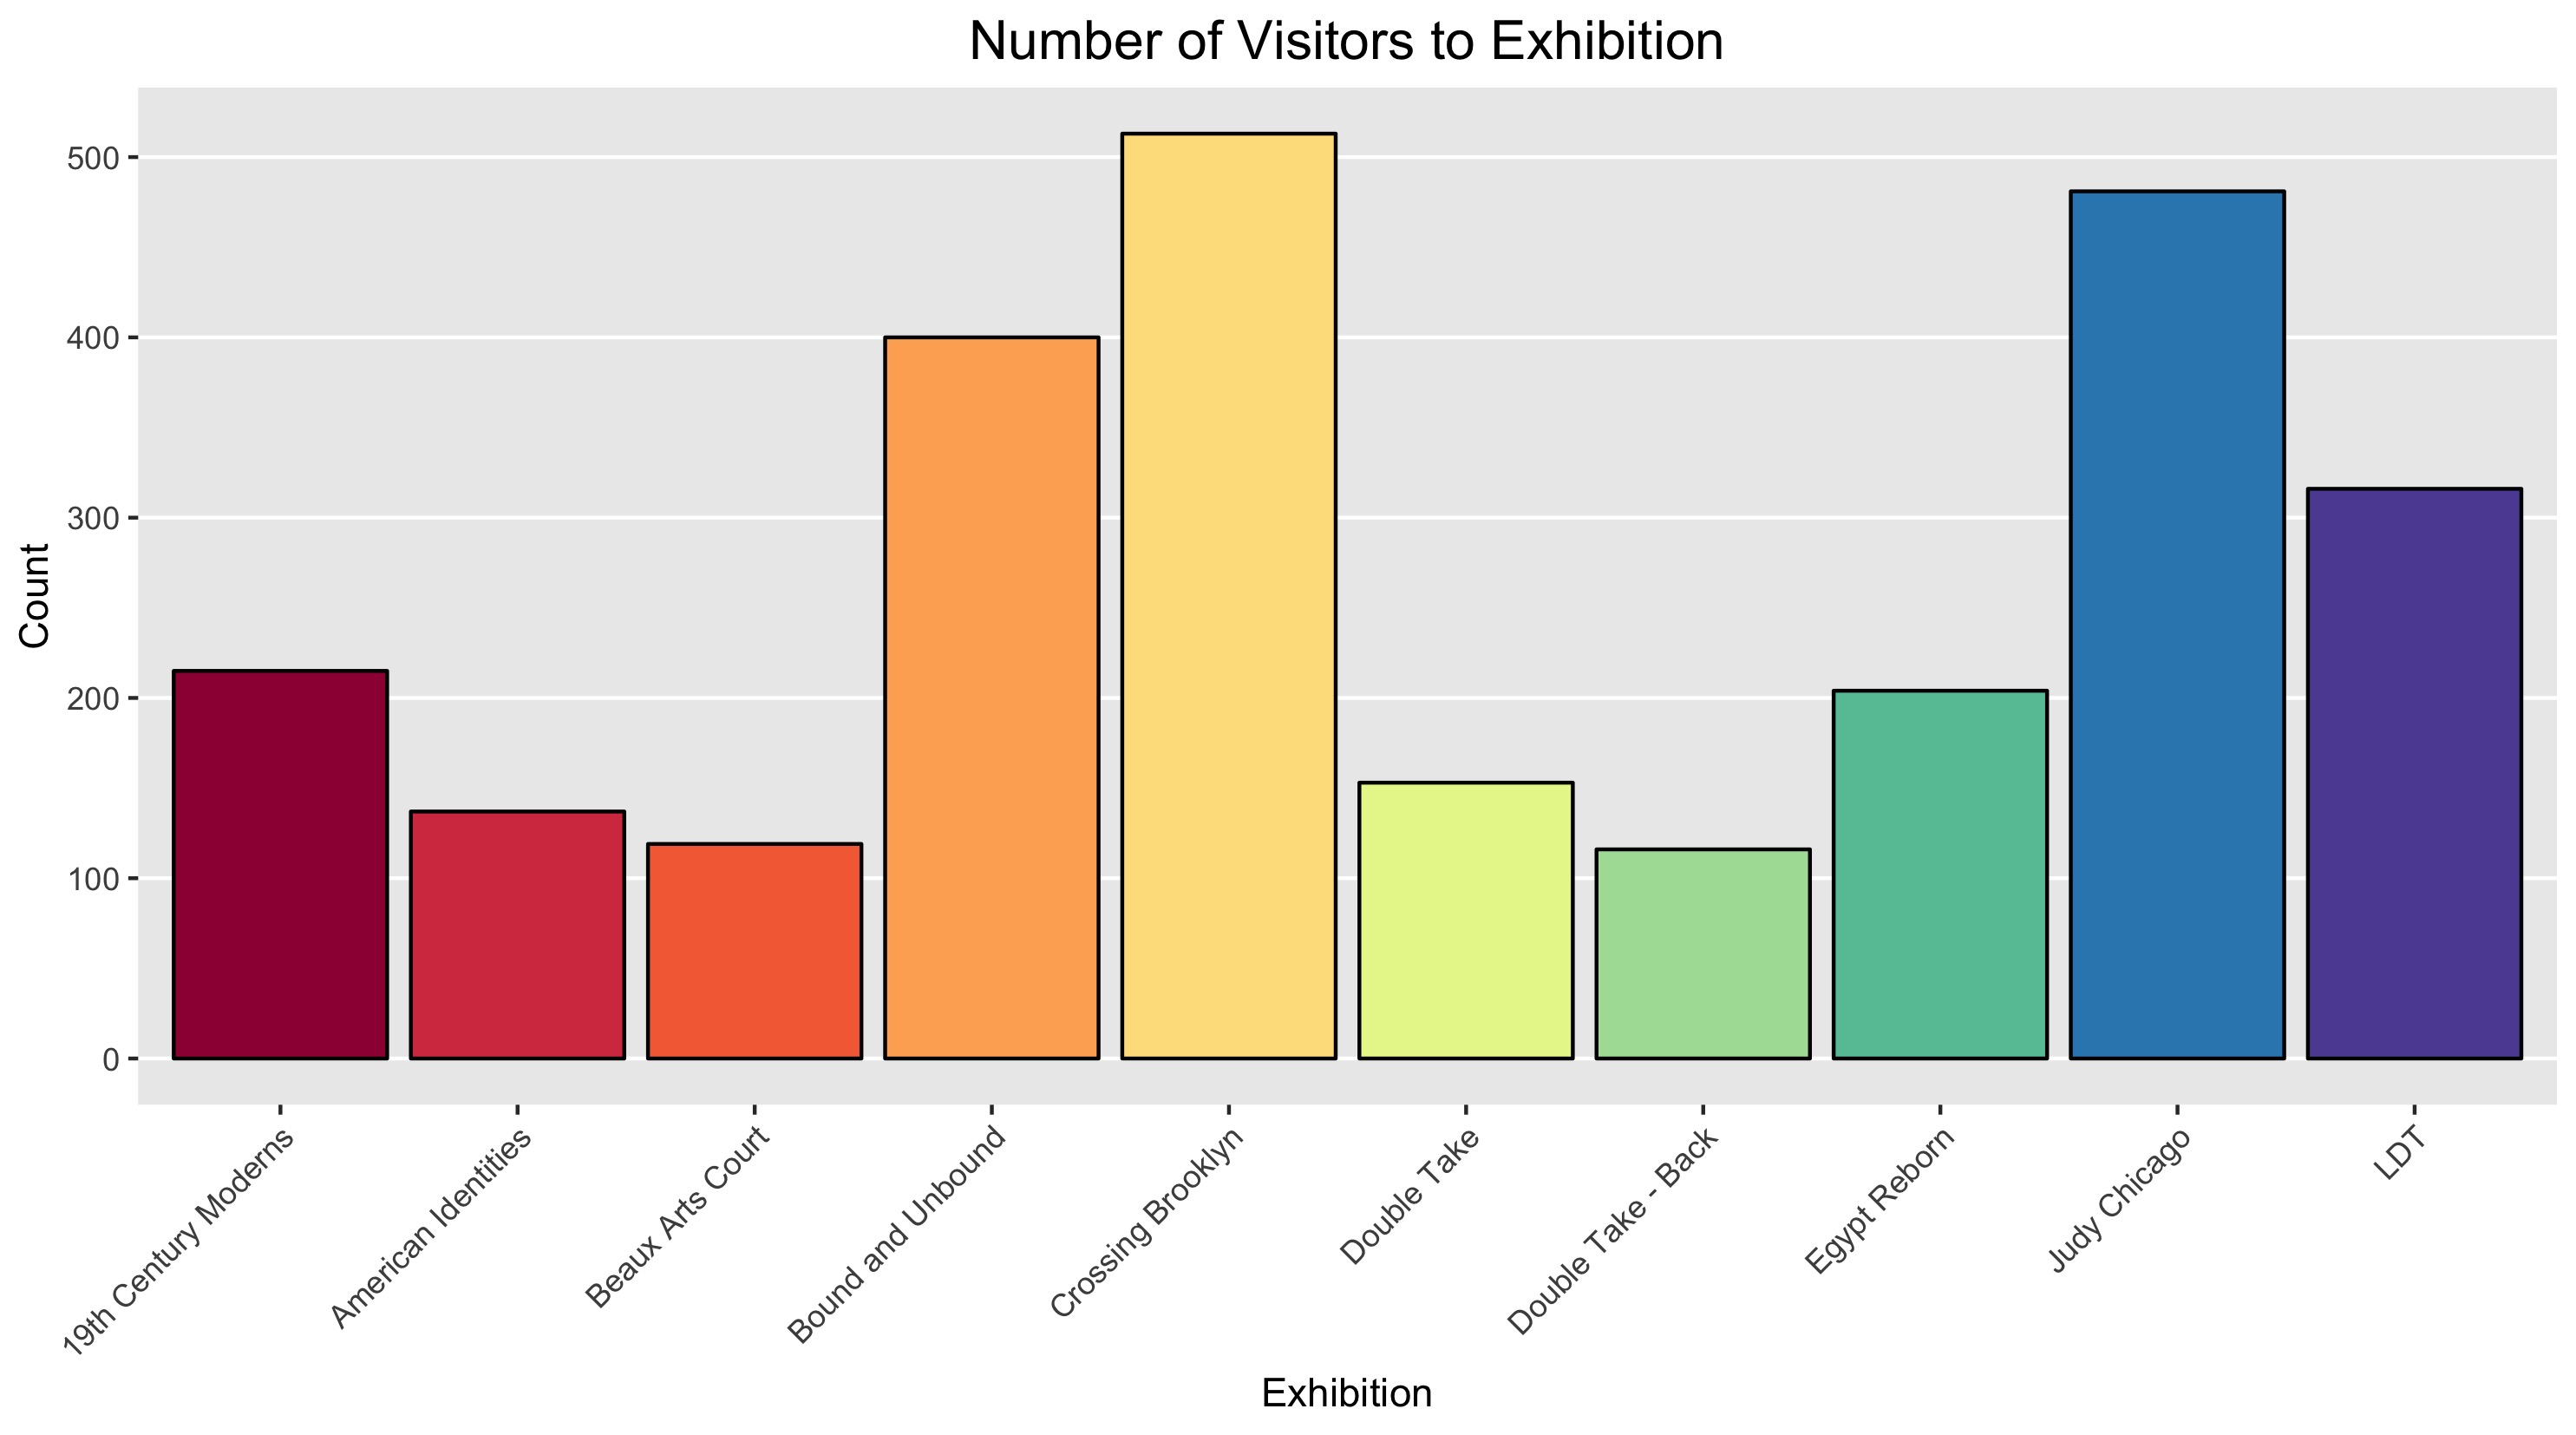 Number of Visitors to Exhibition
Count
500
400
300
200
100
0
19th Century Moderns
American Identities
Beaux Arts Court
Bound and Unbound
Crossing Brooklyn
Double Take
Double Take - Back
Egypt Reborn
Judy Chicago
LDT
Exhibition